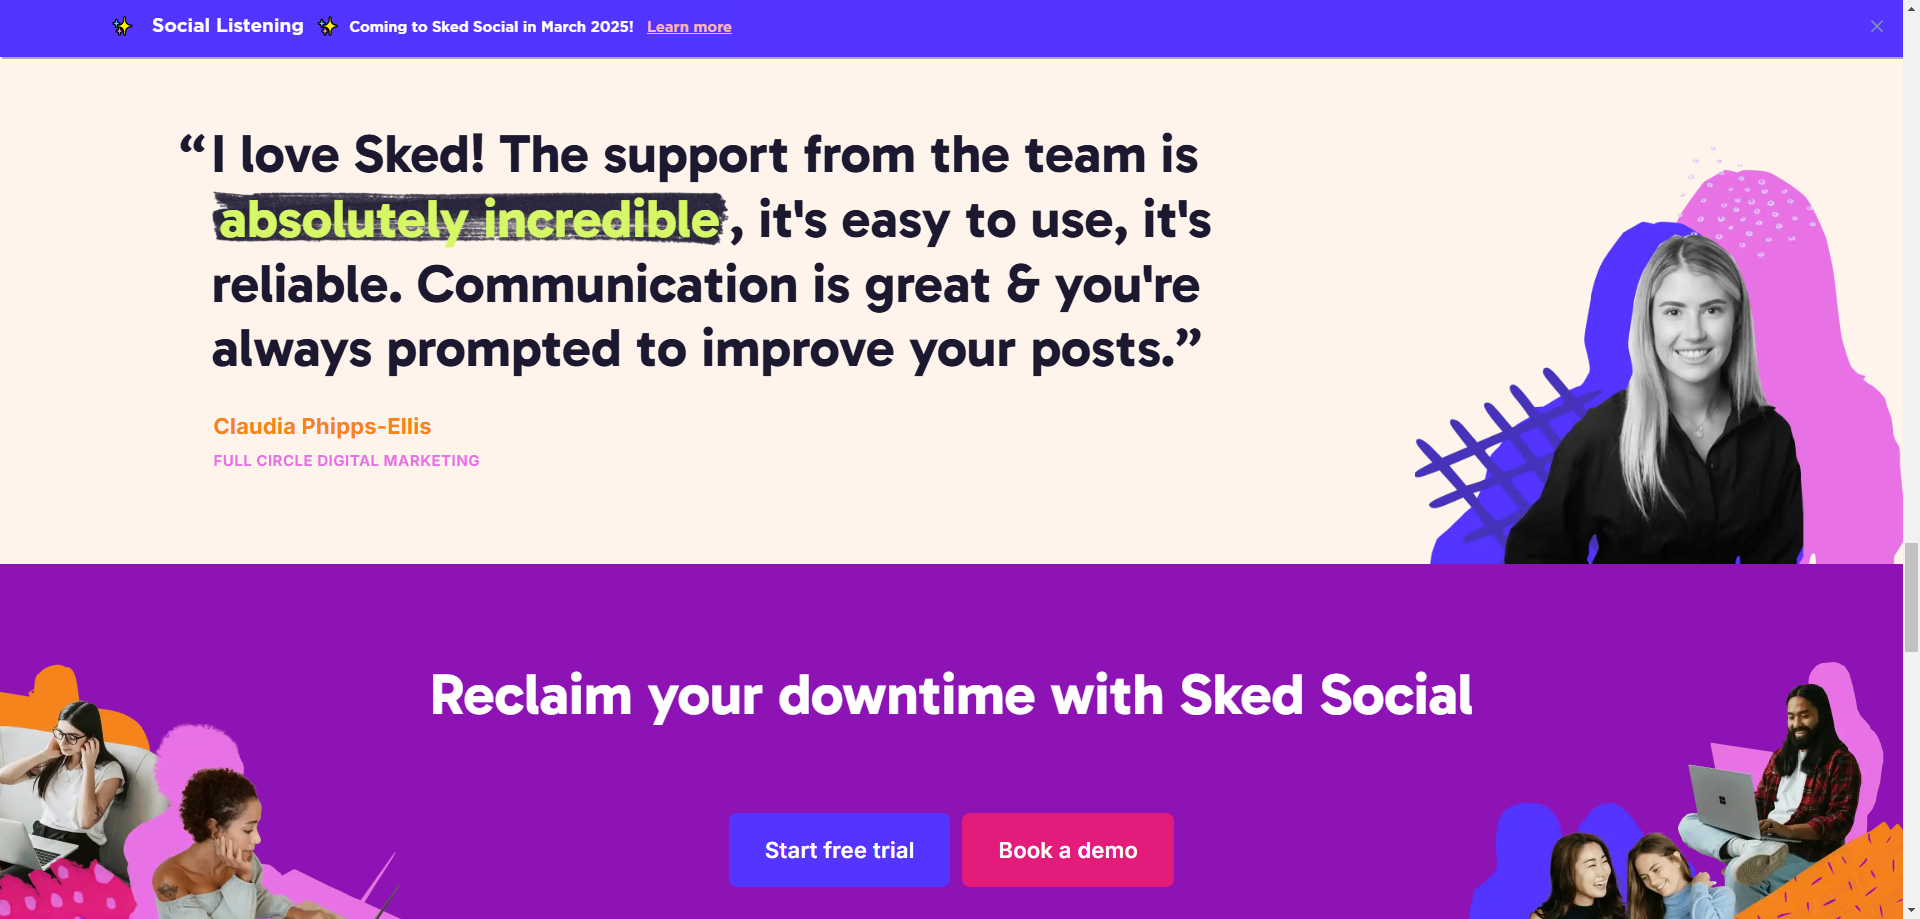 Social Listening Coming to Sked Social in March 2025! Learn more
“I love Sked! The support from the team is
absolutely incredible, it's easy to use, it's
reliable. Communication is great & you're
always prompted to improve your posts.”
Claudia Phipps-Ellis
FULL CIRCLE DIGITAL MARKETING
Reclaim your downtime with Sked Social
Start free trial
Book a demo